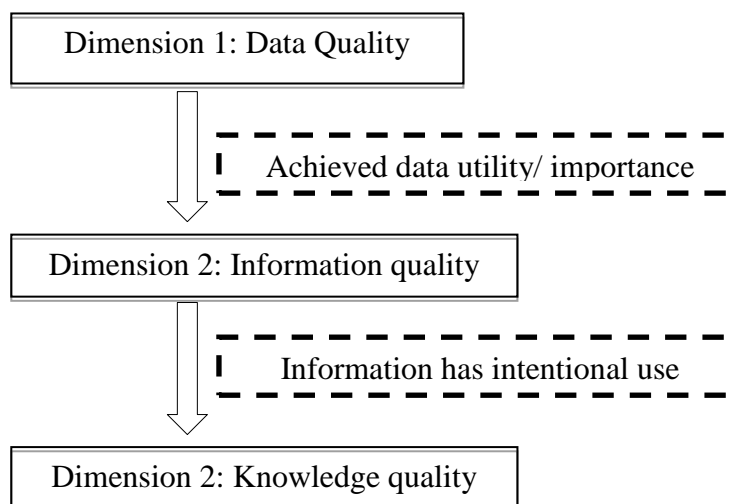 Dimension 1: Data Quality
Achieved data utility/ importance
Dimension 2: Information quality
Information has intentional use
Dimension 2: Knowledge quality